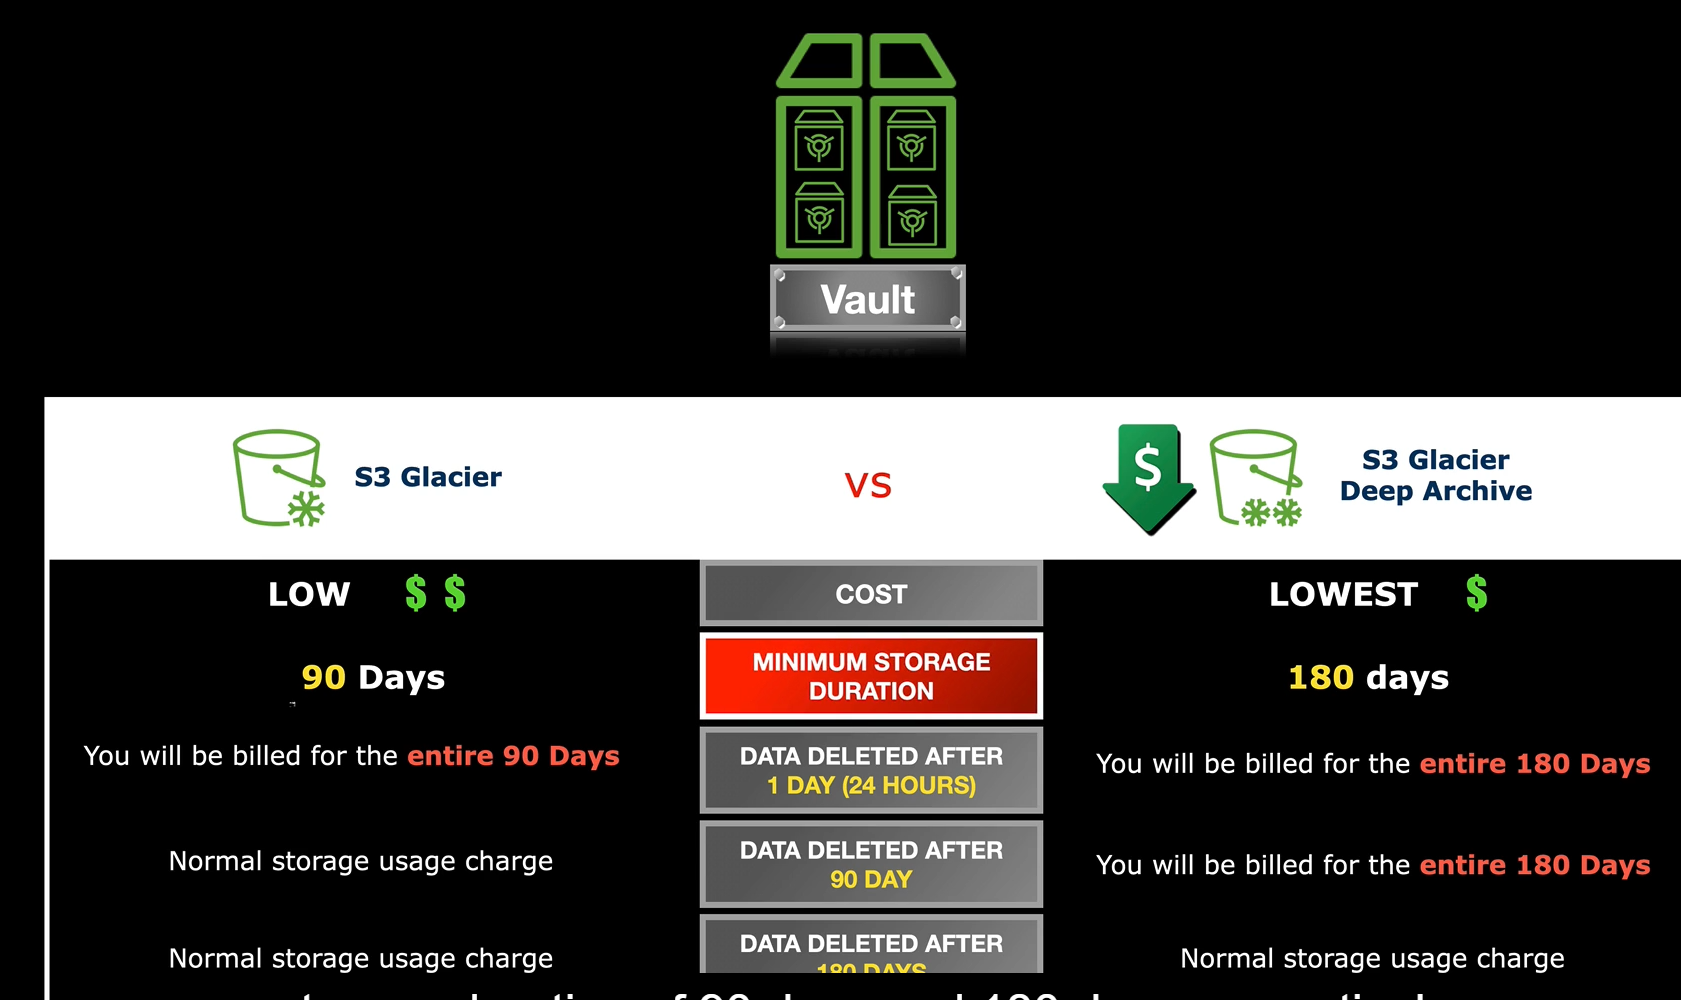 Vault
S3 Glacier
vs
S3 Glacier
Deep Archive
LOW $ $
COST
LOWEST $
90 Days
MINIMUM STORAGE
DURATION
180 days
You will be billed for the entire 90 Days
DATA DELETED AFTER
1 DAY (24 HOURS)
You will be billed for the entire 180 Days
Normal storage usage charge
DATA DELETED AFTER
90 DAY
You will be billed for the entire 180 Days
Normal storage usage charge
DATA DELETED AFTER
180 DAYS
Normal storage usage charge